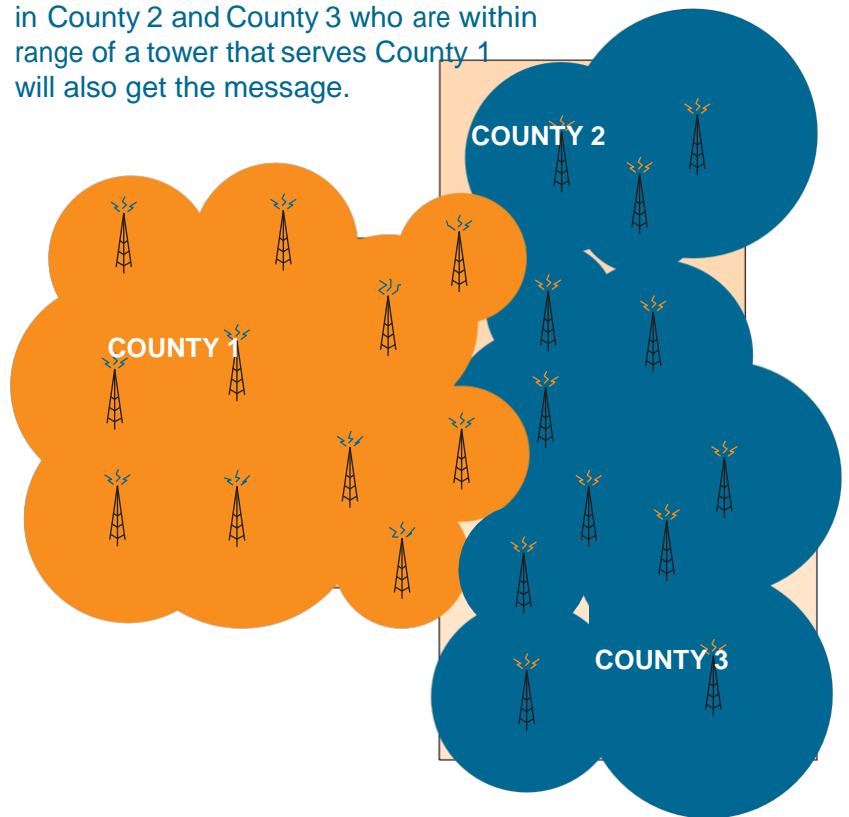 in County 2 and County 3 who are within
range of a tower that serves County 1
will also get the message.
COUNTY 2
COUNTY 1
COUNTY 3